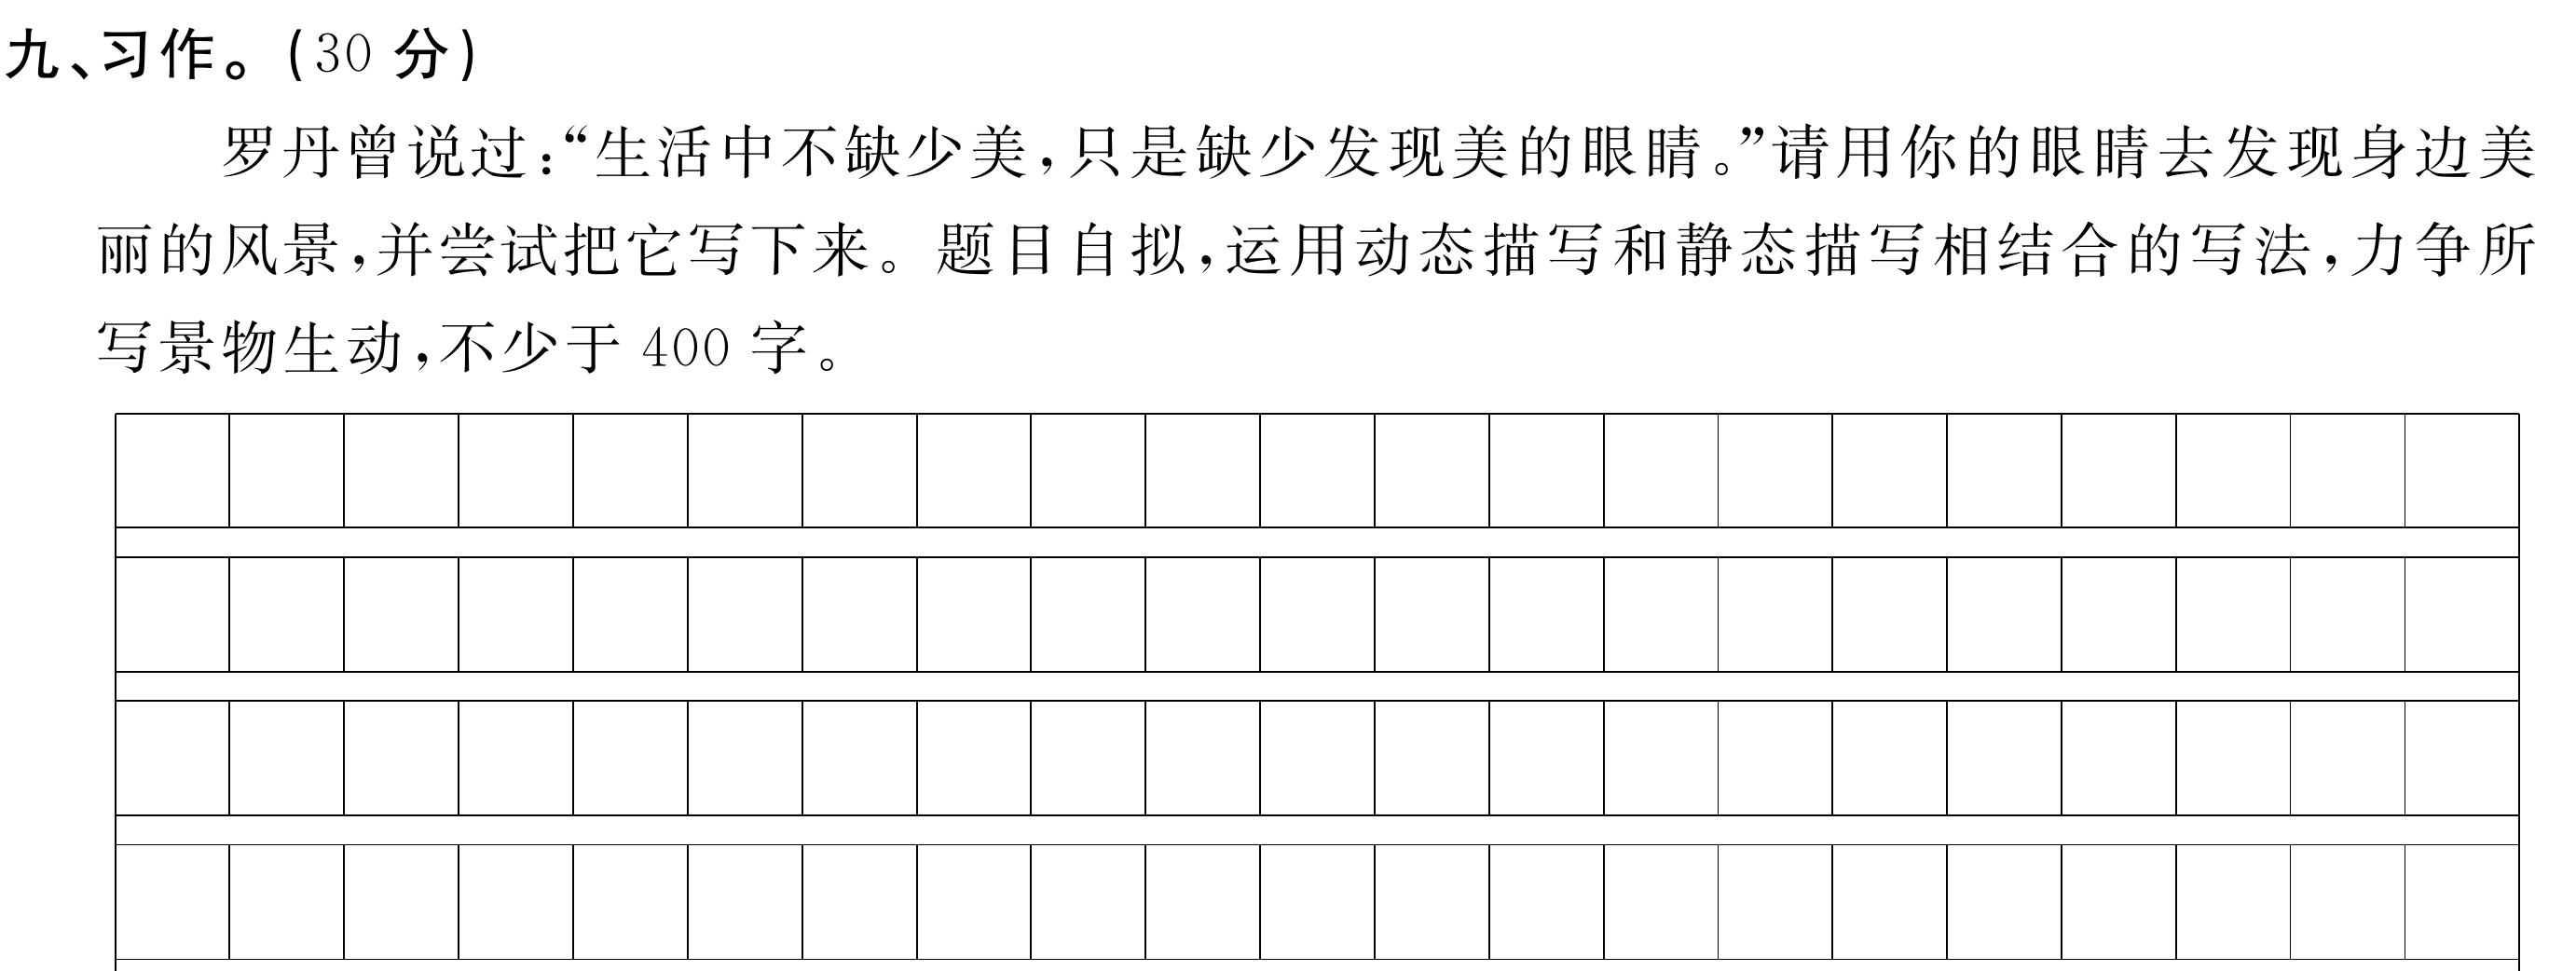 九、习作。(30 分)
罗丹曾说过:“生活中不缺少美,只是缺少发现美的眼睛。”请用你的眼睛去发现身边美
丽的风景,并尝试把它写下来。题目自拟,运用动态描写和静态描写相结合的写法,力争所
写景物生动,不少于 400 字。